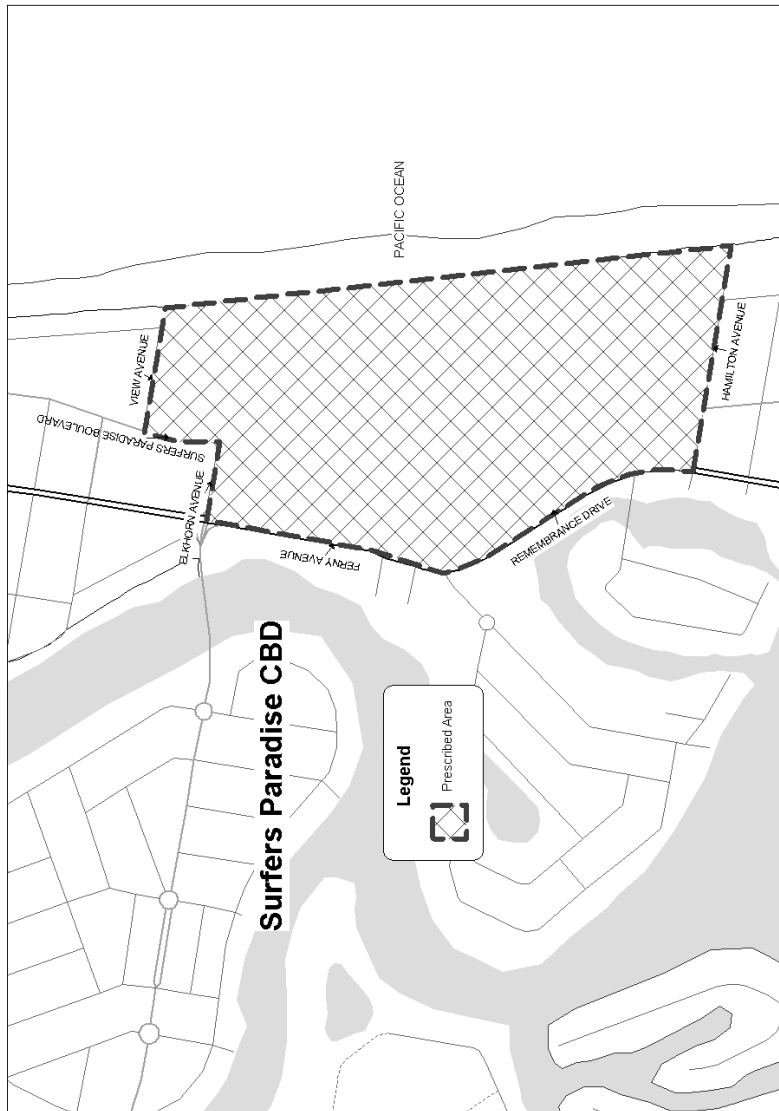 PACIFIC OCEAN
VIEW AVENUE
SURFERS PARADISE BOULEVARD
ELKHORN AVENUE
FERNY AVENUE
REMEMBRANCE DRIVE
HAMILTON AVENUE
Surfers Paradise CBD
Legend
Prescribed Area